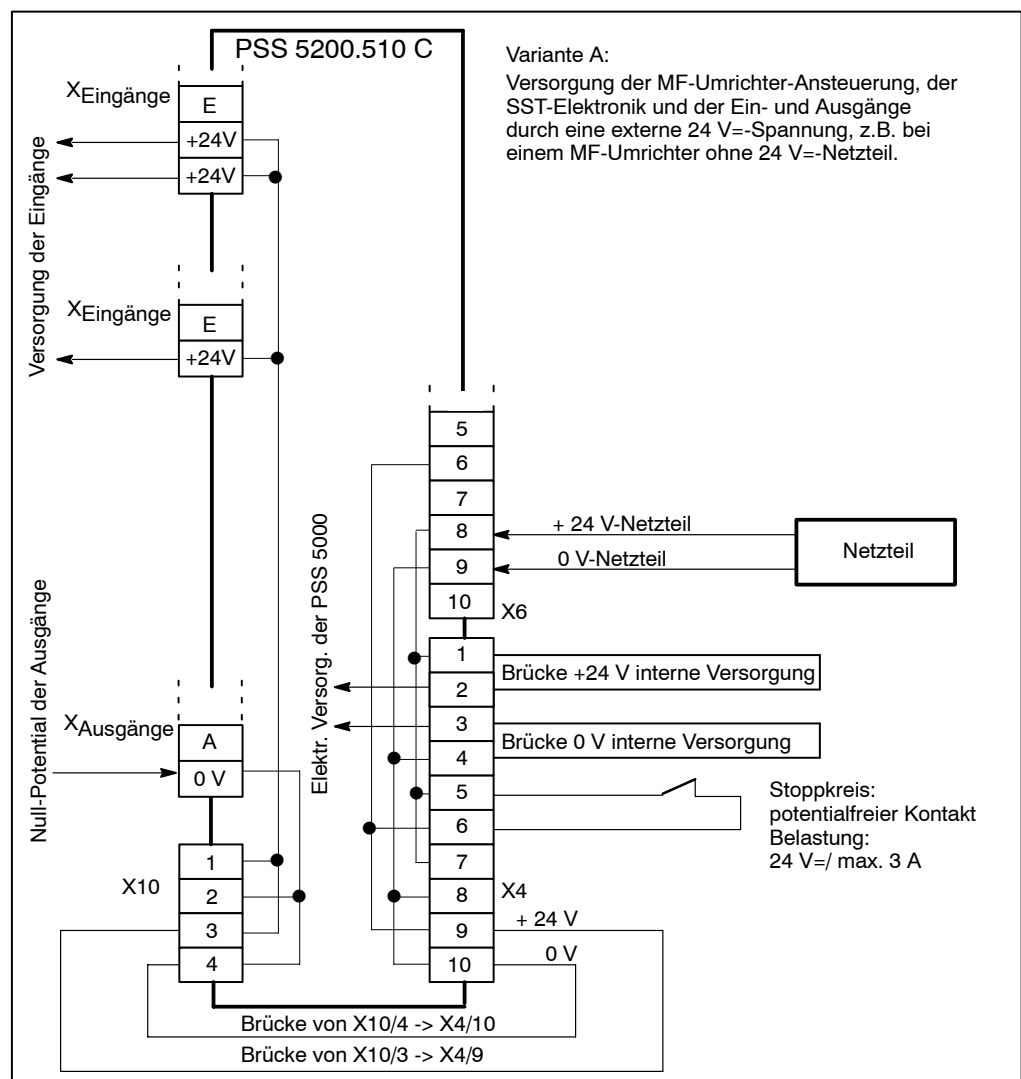 PSS 5200.510 C
Variante A:
Versorgung der MF-Umrichter-Ansteuerung, der
SST-Elektronik und der Ein- und Ausgänge
durch eine externe 24 V=-Spannung, z.B. bei
einem MF-Umrichter ohne 24 V=-Netzteil.
XEingänge
E
+24V
+24V
Versorgung der Eingänge
XEingänge
E
+24V
5
6
7
8
9
10
X6
+ 24 V-Netzteil
0 V-Netzteil
Netzteil
Elektr. Versorg. der PSS 5000
1
2
3
4
5
6
7
8
9
10
X4
Brücke +24 V interne Versorgung
Brücke 0 V interne Versorgung
Stoppkreis:
potentialfreier Kontakt
Belastung:
24 V=/ max. 3 A
+ 24 V
0 V
Null-Potential der Ausgänge
XAusgänge
A
0 V
X10
1
2
3
4
Brücke von X10/4 -> X4/10
Brücke von X10/3 -> X4/9